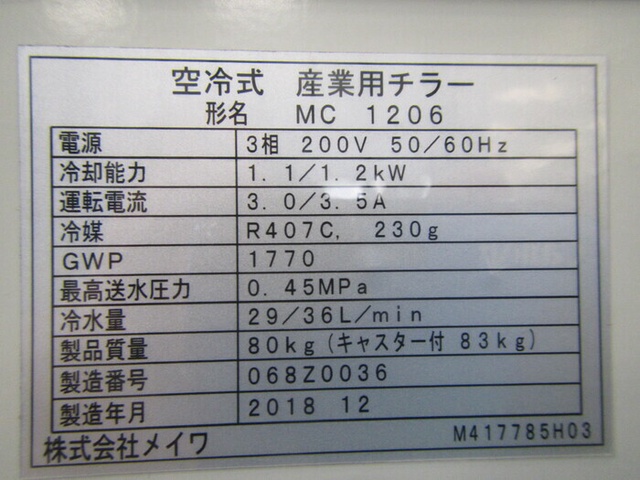 空冷式 産業用チラー
形名 MC 1206
電源 3相 200V 50/60Hz
冷却能力 1.1/1.2kW
運転電流 3.0/3.5A
冷媒 R407C, 230g
GWP 1770
最高送水圧力 0.45MPa
冷水量 29/36L/min
製品質量 80kg(キャスター付 83kg)
製造番号 068Z0036
製造年月 2018 12
株式会社メイワ M417785H03